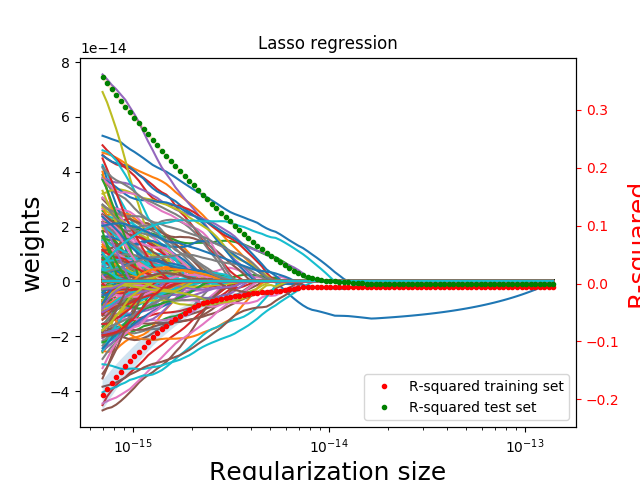 Lasso regression
1e−14
8
6
4
2
0
−2
−4
weights
0.3
0.2
0.1
0.0
−0.1
−0.2
R-squared
R-squared training set
R-squared test set
10⁻¹⁵
10⁻¹⁴
10⁻¹³
Regularization size